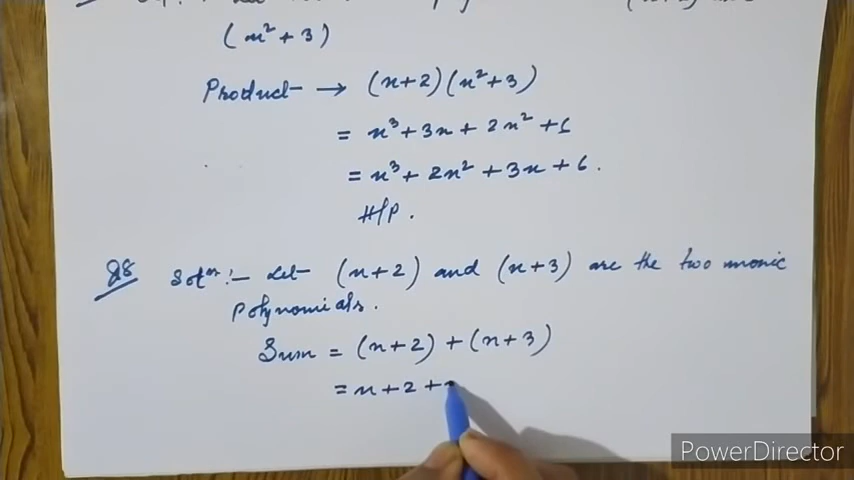 (x² + 3)
Product → (x+2)(x²+3)
= x³ + 3x + 2x² + 6
= x³ + 2x² + 3x + 6.
H/P.
Q8 Solⁿ:- Let (x+2) and (x+3) are the two monic
Polynomials.
Sum = (x+2) + (x+3)
= x+2+
PowerDirector